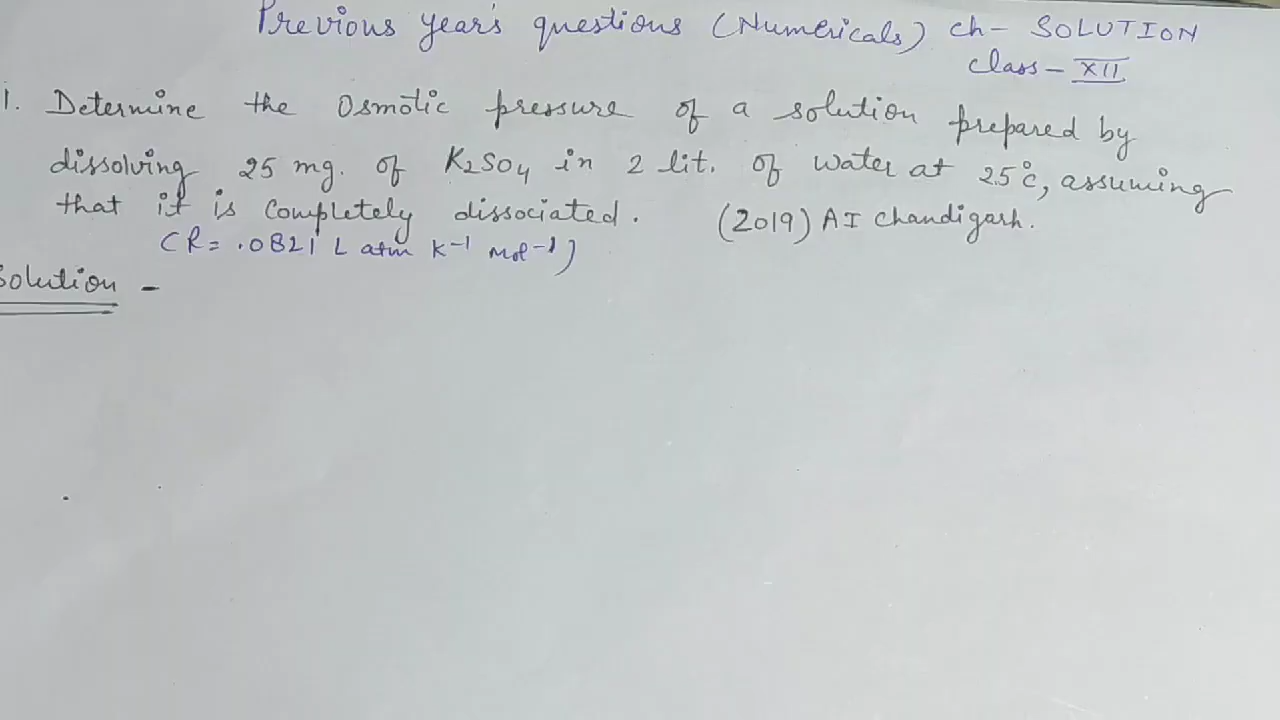 Previous year's questions (Numericals) ch- SOLUTION
Class - XII
1. Determine the Osmotic pressure of a solution prepared by
dissolving 25 mg. of K₂SO₄ in 2 lit. of water at 25°c, assuming
that it is completely dissociated. (2019) AI Chandigarh.
(R = .0821 L atm K⁻¹ mol⁻¹)
Solution -